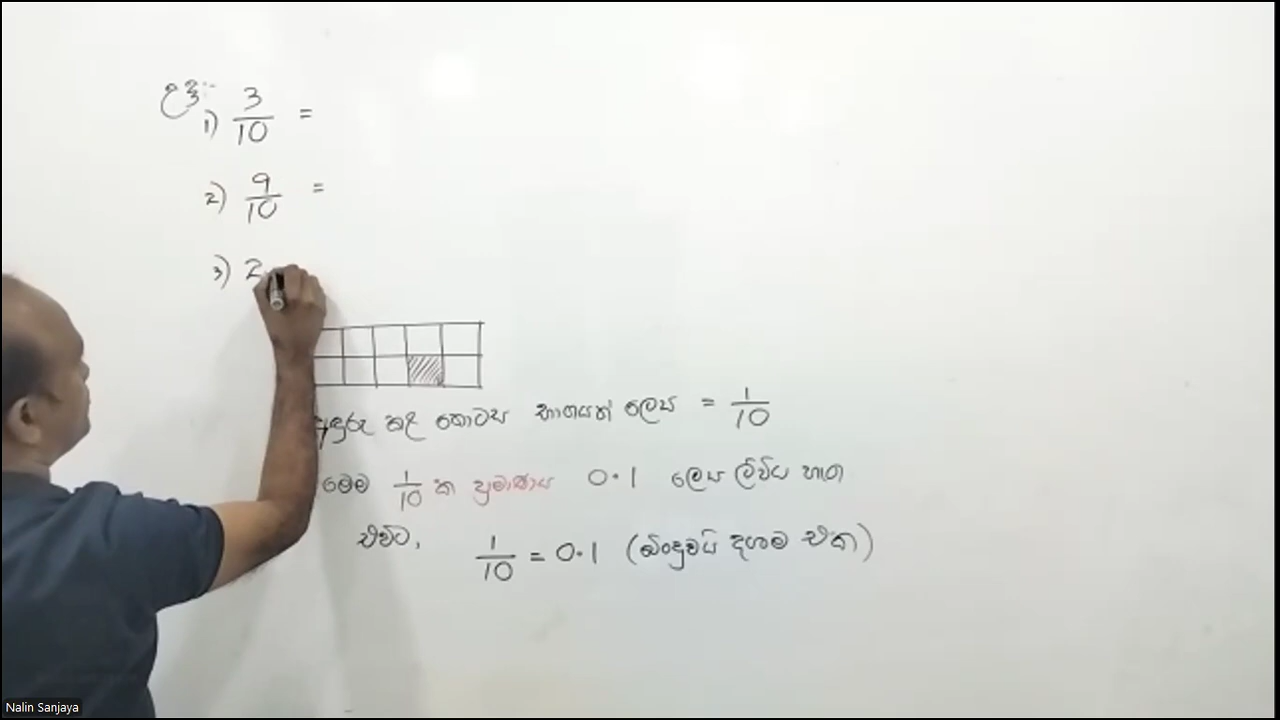 උදා:-
1) 3/10 =
2) 9/10 =
3) 2
අඳුරු කළ කොටස භාගයක් ලෙස = 1/10
මෙම 1/10 ක ප්‍රමාණය 0.1 ලෙස ලිවිය හැක
එවිට, 1/10 = 0.1 (බිංදුවයි දශම එක)
Nalin Sanjaya